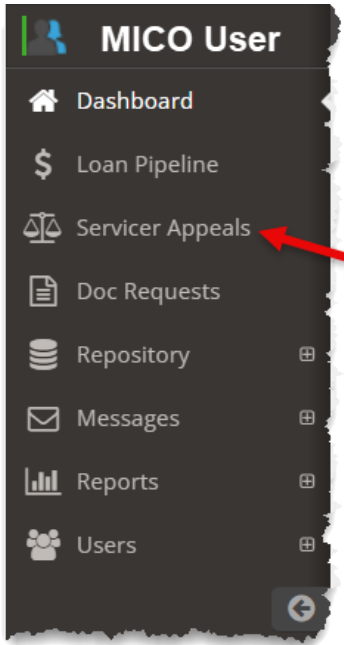 MICO User
Dashboard
Loan Pipeline
Servicer Appeals
Doc Requests
Repository
Messages
Reports
Users